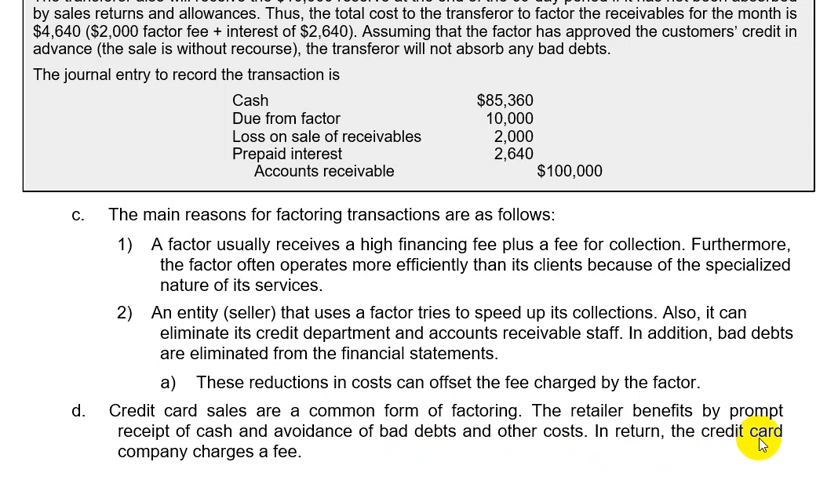 by sales returns and allowances. Thus, the total cost to the transferor to factor the receivables for the month is
$4,640 ($2,000 factor fee + interest of $2,640). Assuming that the factor has approved the customers' credit in
advance (the sale is without recourse), the transferor will not absorb any bad debts.
The journal entry to record the transaction is
Cash $85,360
Due from factor 10,000
Loss on sale of receivables 2,000
Prepaid interest 2,640
Accounts receivable $100,000
c. The main reasons for factoring transactions are as follows:
1) A factor usually receives a high financing fee plus a fee for collection. Furthermore,
the factor often operates more efficiently than its clients because of the specialized
nature of its services.
2) An entity (seller) that uses a factor tries to speed up its collections. Also, it can
eliminate its credit department and accounts receivable staff. In addition, bad debts
are eliminated from the financial statements.
a) These reductions in costs can offset the fee charged by the factor.
d. Credit card sales are a common form of factoring. The retailer benefits by prompt
receipt of cash and avoidance of bad debts and other costs. In return, the credit card
company charges a fee.